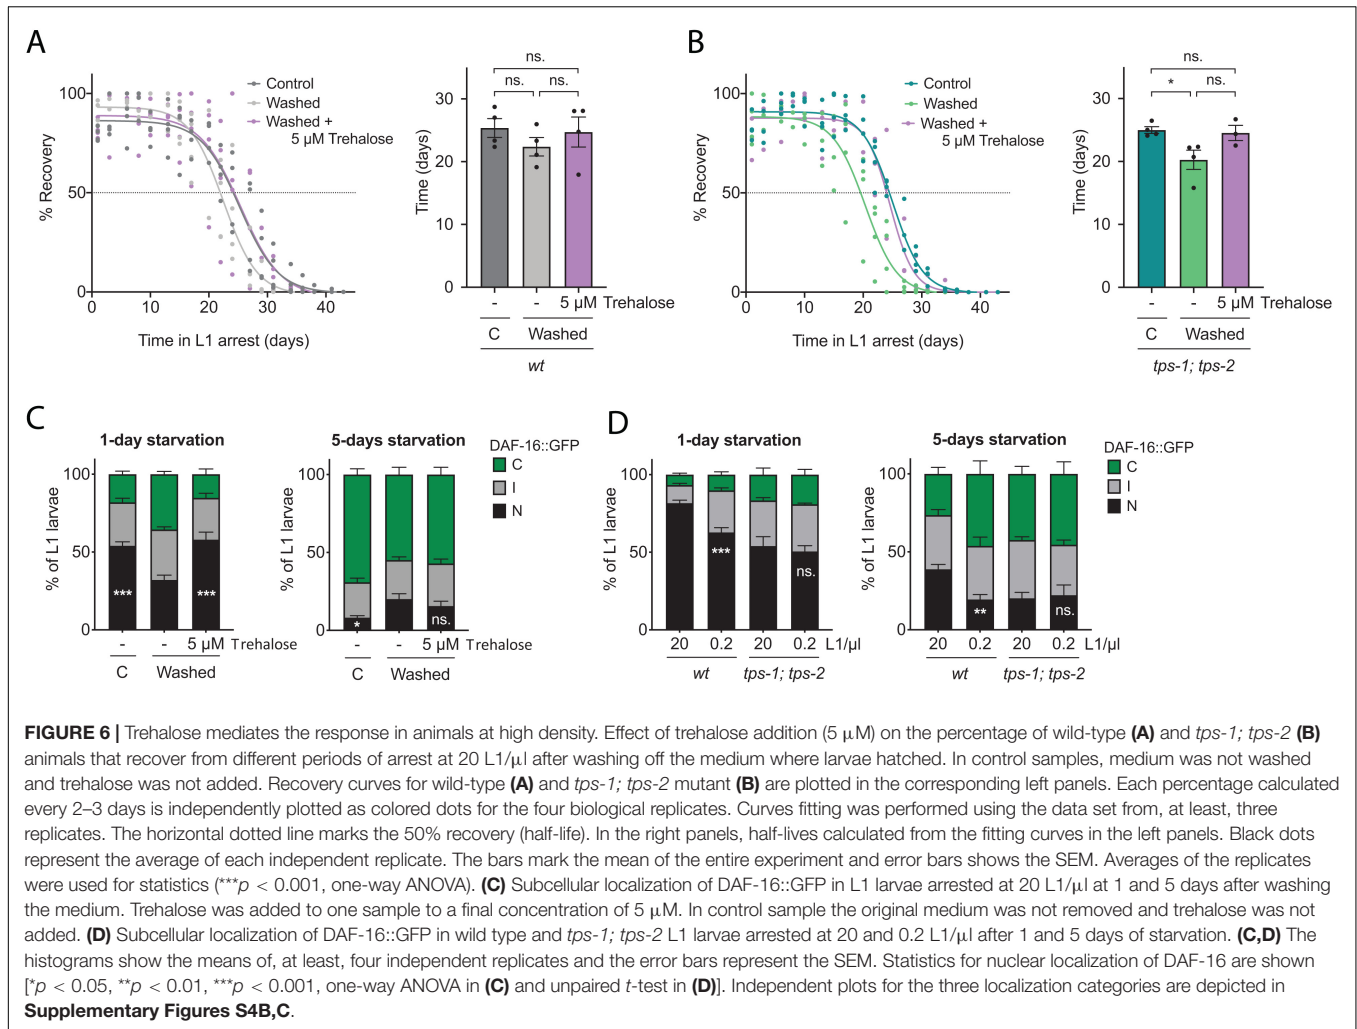 A
100
50
0
% Recovery
0 10 20 30 40
Time in L1 arrest (days)
Control
Washed
Washed +
5 µM Trehalose
ns.
ns. ns.
30
20
10
0
Time (days)
- - 5 µM Trehalose
C Washed
wt
B
100
50
0
% Recovery
0 10 20 30 40
Time in L1 arrest (days)
Control
Washed
Washed +
5 µM Trehalose
ns.
* ns.
30
20
10
0
Time (days)
- - 5 µM Trehalose
C Washed
tps-1; tps-2
C
1-day starvation
100
50
0
% of L1 larvae
*** ***
- - 5 µM Trehalose
C Washed
5-days starvation
100
50
0
% of L1 larvae
* ns.
- - 5 µM Trehalose
C Washed
DAF-16::GFP
C
I
N
D
1-day starvation
100
50
0
% of L1 larvae
*** ns.
20 0.2 20 0.2 L1/µl
wt tps-1; tps-2
5-days starvation
100
50
0
% of L1 larvae
** ns.
20 0.2 20 0.2 L1/µl
wt tps-1; tps-2
DAF-16::GFP
C
I
N
FIGURE 6 | Trehalose mediates the response in animals at high density. Effect of trehalose addition (5 µM) on the percentage of wild-type (A) and tps-1; tps-2 (B)
animals that recover from different periods of arrest at 20 L1/µl after washing off the medium where larvae hatched. In control samples, medium was not washed
and trehalose was not added. Recovery curves for wild-type (A) and tps-1; tps-2 mutant (B) are plotted in the corresponding left panels. Each percentage calculated
every 2–3 days is independently plotted as colored dots for the four biological replicates. Curves fitting was performed using the data set from, at least, three
replicates. The horizontal dotted line marks the 50% recovery (half-life). In the right panels, half-lives calculated from the fitting curves in the left panels. Black dots
represent the average of each independent replicate. The bars mark the mean of the entire experiment and error bars shows the SEM. Averages of the replicates
were used for statistics (***p < 0.001, one-way ANOVA). (C) Subcellular localization of DAF-16::GFP in L1 larvae arrested at 20 L1/µl at 1 and 5 days after washing
the medium. Trehalose was added to one sample to a final concentration of 5 µM. In control sample the original medium was not removed and trehalose was not
added. (D) Subcellular localization of DAF-16::GFP in wild type and tps-1; tps-2 L1 larvae arrested at 20 and 0.2 L1/µl after 1 and 5 days of starvation. (C,D) The
histograms show the means of, at least, four independent replicates and the error bars represent the SEM. Statistics for nuclear localization of DAF-16 are shown
[*p < 0.05, **p < 0.01, ***p < 0.001, one-way ANOVA in (C) and unpaired t-test in (D)]. Independent plots for the three localization categories are depicted in
Supplementary Figures S4B,C.